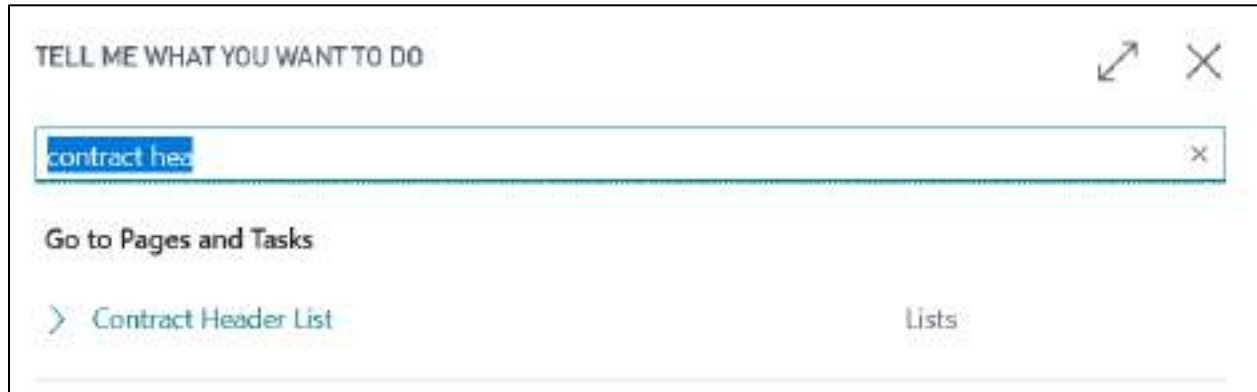 TELL ME WHAT YOU WANT TO DO
contract hea
Go to Pages and Tasks
Contract Header List Lists